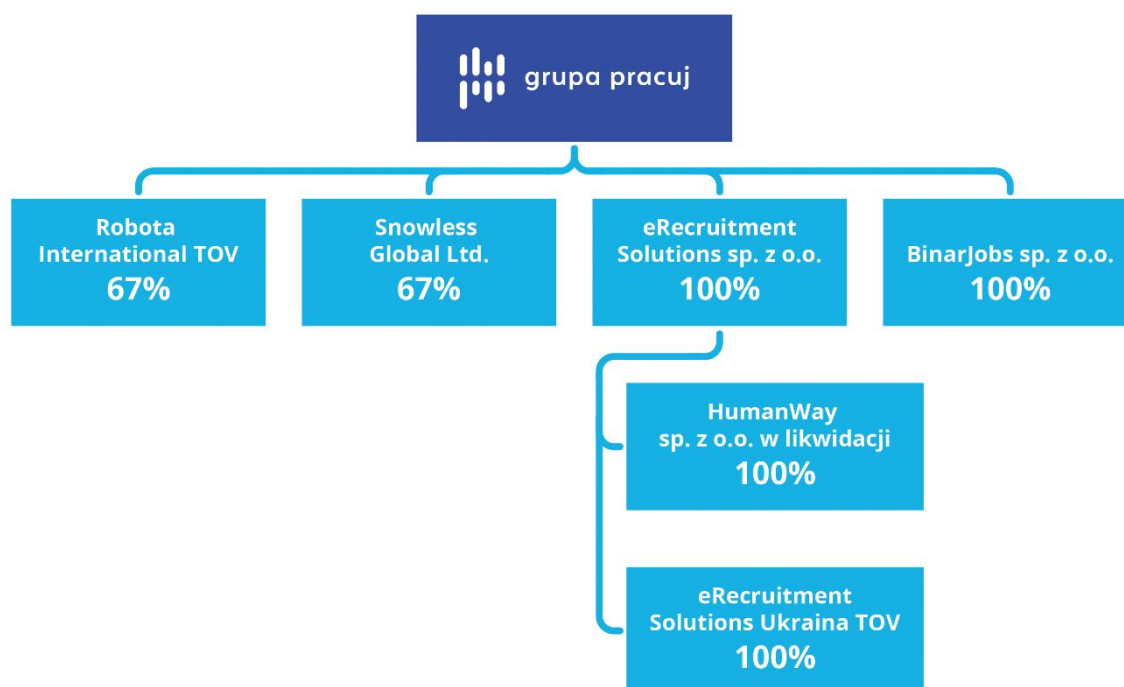 grupa pracuj
Robota
International TOV
67%
Snowless
Global Ltd.
67%
eRecruitment
Solutions sp. z o.o.
100%
BinarJobs sp. z o.o.
100%
HumanWay
sp. z o.o. w likwidacji
100%
eRecruitment
Solutions Ukraina TOV
100%